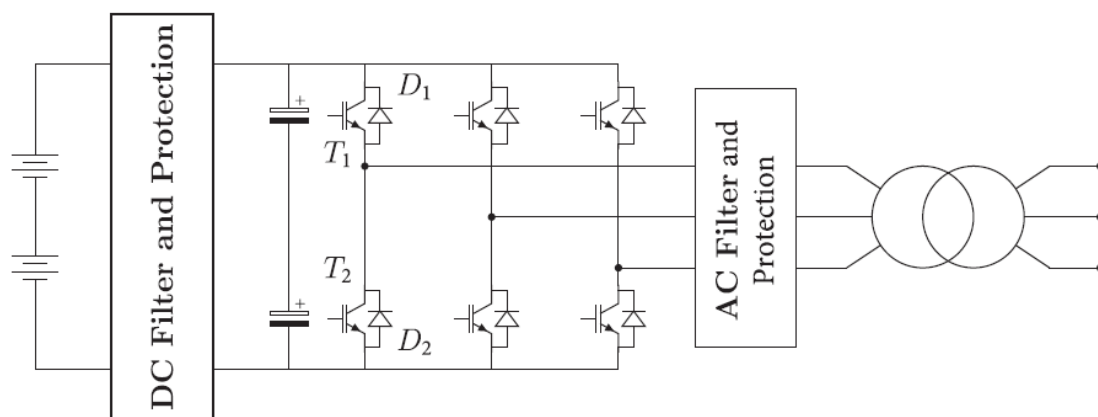 DC Filter and Protection
+
D₁
T₁
T₂
+
D₂
AC Filter and
Protection